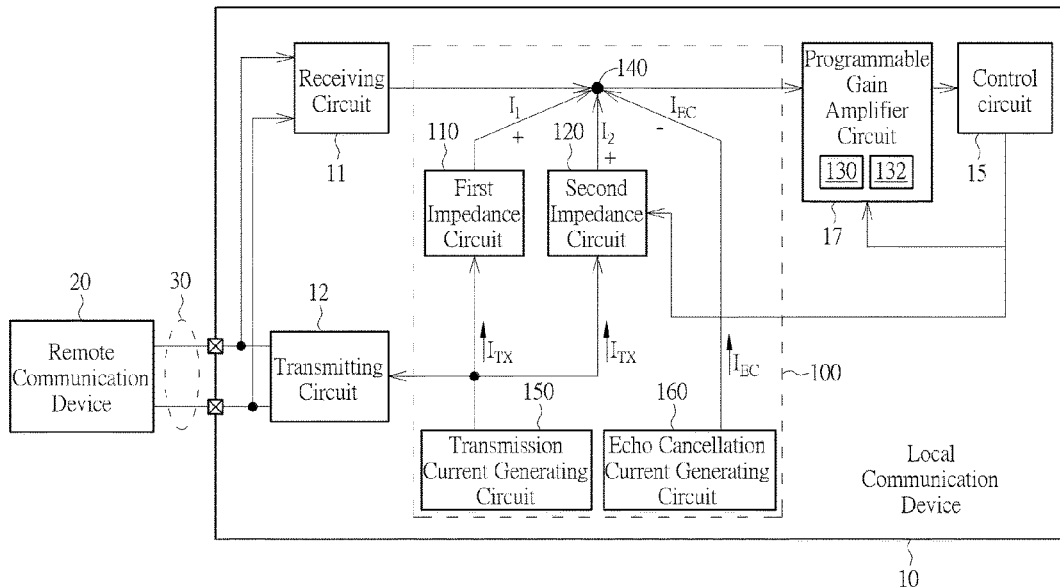 Receiving
Circuit
11
140
Programmable
Gain
Amplifier
Circuit
130 132
17
Control
circuit
15
I1
+
I2
+
IEC
-
110
First
Impedance
Circuit
120
Second
Impedance
Circuit
20
Remote
Communication
Device
30
12
Transmitting
Circuit
ITX
ITX
IEC
100
150
Transmission
Current Generating
Circuit
160
Echo Cancellation
Current Generating
Circuit
Local
Communication
Device
10